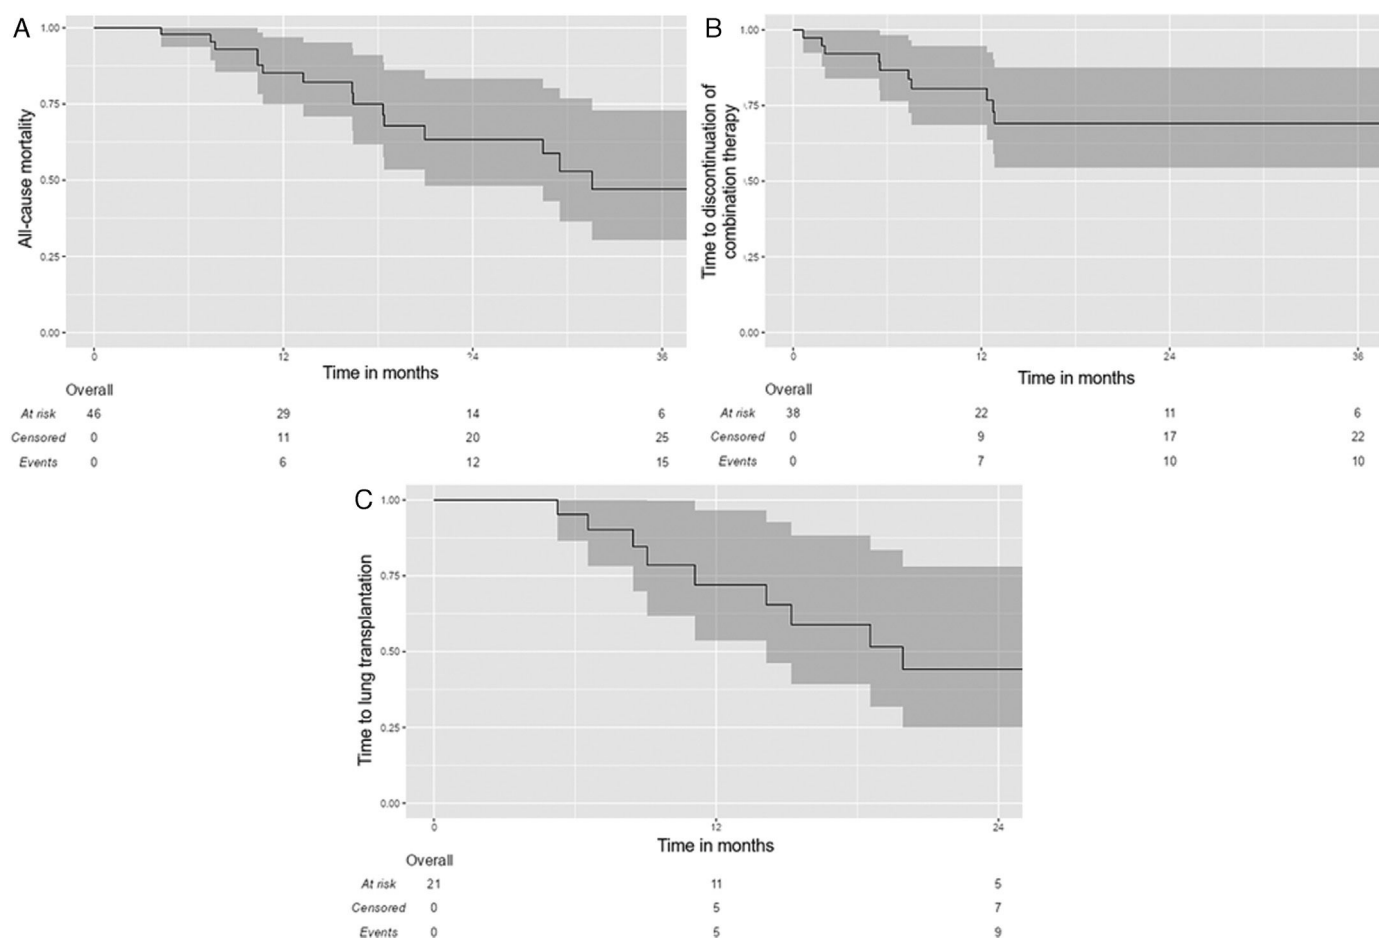 A
All-cause mortality
1.00
0.75
0.50
0.25
0.00
0 12 24 36
Time in months
Overall
At risk 46 29 14 6
Censored 0 11 20 25
Events 0 6 12 15
B
Time to discontinuation of
combination therapy
1.00
.75
.50
.25
0.00
0 12 24 36
Time in months
Overall
At risk 38 22 11 6
Censored 0 9 17 22
Events 0 7 10 10
C
Time to lung transplantation
1.00
0.75
0.50
0.25
0.00
0 12 24
Time in months
Overall
At risk 21 11 5
Censored 0 5 7
Events 0 5 9